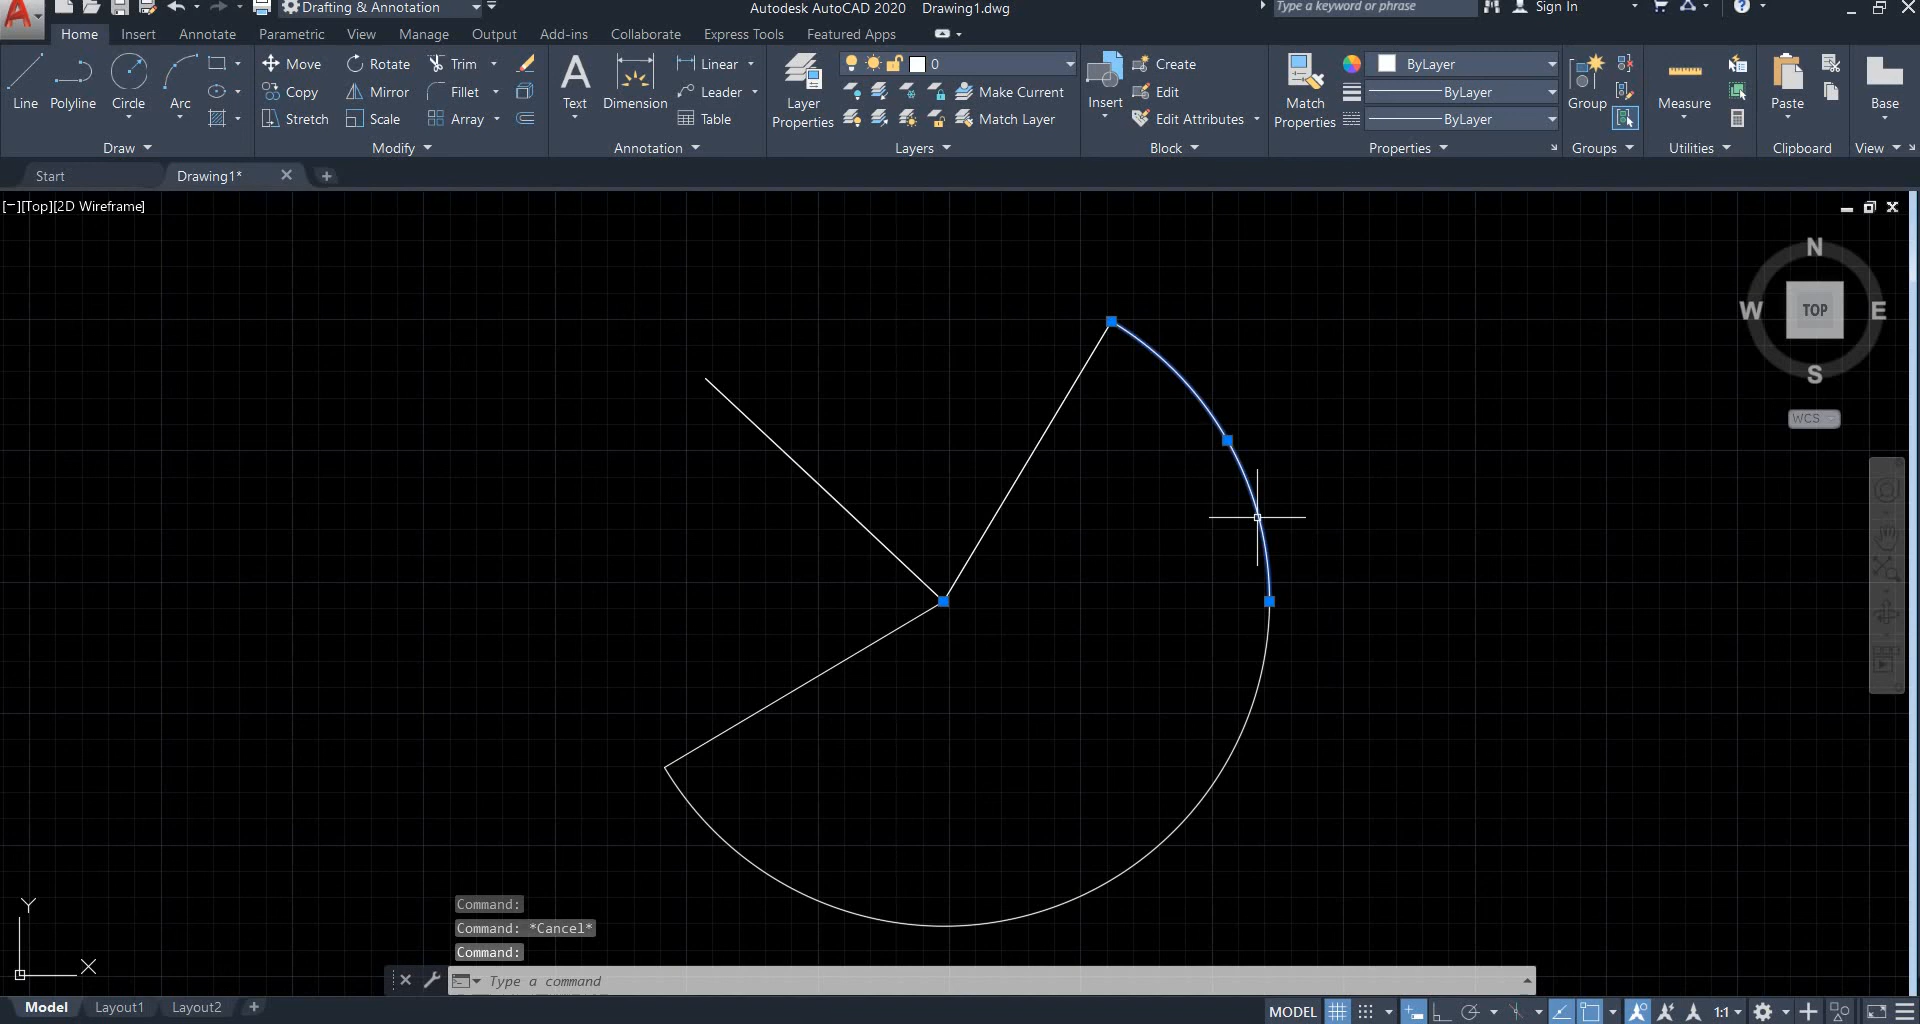 A Drafting & Annotation Autodesk AutoCAD 2020 Drawing1.dwg Type a keyword or phrase Sign In ?
Home Insert Annotate Parametric View Manage Output Add-ins Collaborate Express Tools Featured Apps
Line Polyline Circle Arc
Move Rotate Trim
Copy Mirror Fillet
Stretch Scale Array
A Text Dimension
Linear
Leader
Table
Layer Properties
0
Make Current
Match Layer
Insert
Create
Edit
Edit Attributes
Match Properties
ByLayer
ByLayer
ByLayer
Group Measure Paste Base
Draw Modify Annotation Layers Block Properties Groups Utilities Clipboard View
Start Drawing1*
[−][Top][2D Wireframe]
N
W TOP E
S
WCS
Command:
Command: *Cancel*
Command:
Type a command
Y
X
Model Layout1 Layout2 MODEL 1:1